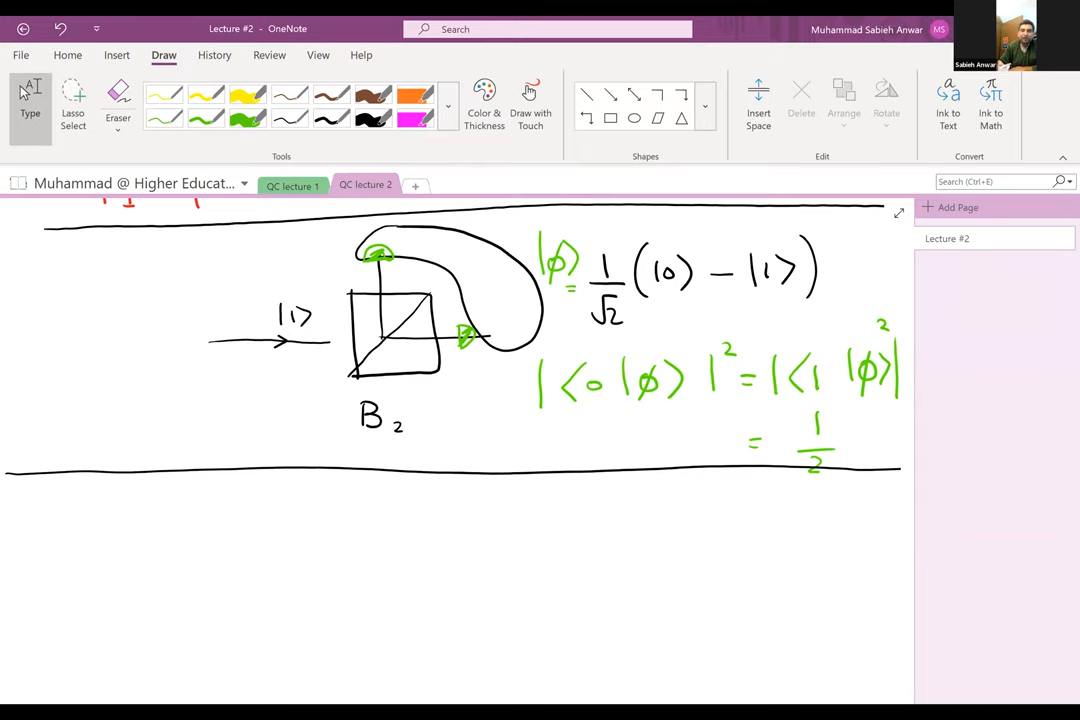 Lecture #2 - OneNote
Search
Muhammad Sabieh Anwar
MS
Sabieh Anwar
File Home Insert Draw History Review View Help
Type
Lasso Select
Eraser
Color & Thickness
Draw with Touch
Insert Space
Delete
Arrange
Rotate
Ink to Text
Ink to Math
Tools
Shapes
Edit
Convert
Muhammad @ Higher Educat...
QC lecture 1
QC lecture 2
Search (Ctrl+E)
Add Page
Lecture #2
|ϕ⟩ = 1/√2 (|0⟩ − |1⟩)
|1⟩
|⟨0|ϕ⟩|² = |⟨1|ϕ⟩|²
= 1/2
B₂